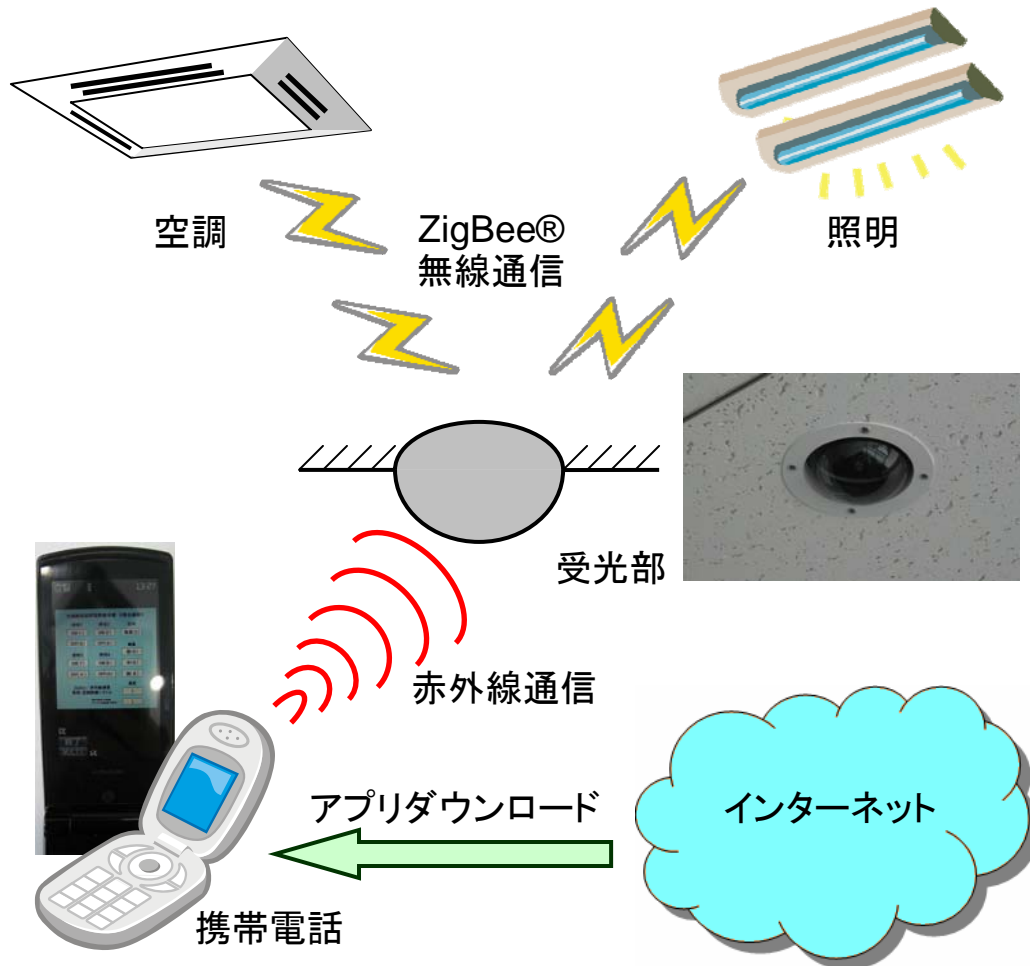 空調
ZigBee®
無線通信
照明
受光部
赤外線通信
アプリダウンロード
インターネット
携帯電話